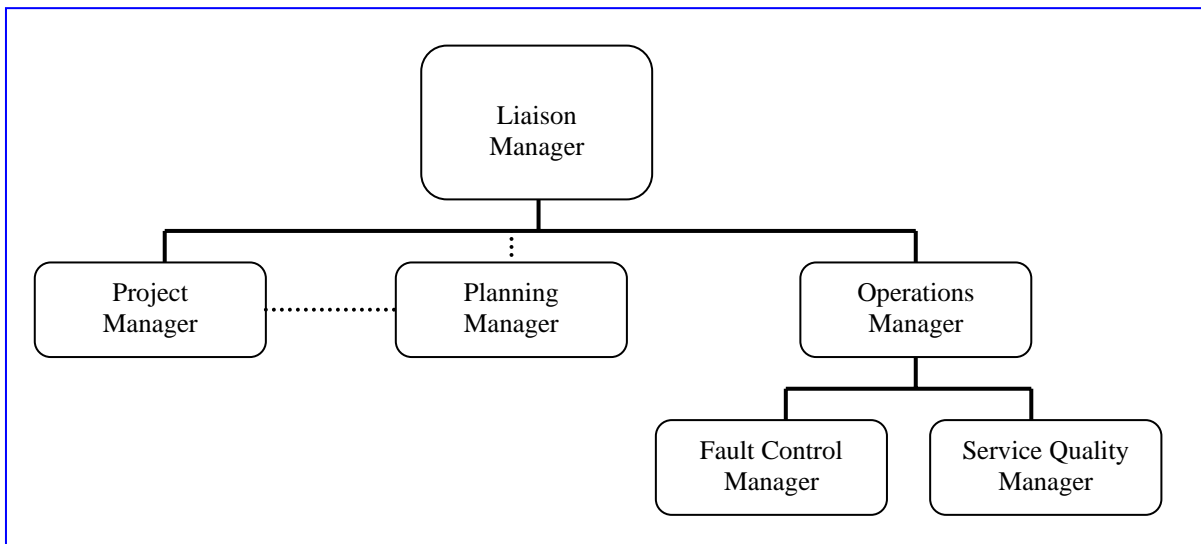 Liaison
Manager
Project
Manager
Planning
Manager
Operations
Manager
Fault Control
Manager
Service Quality
Manager